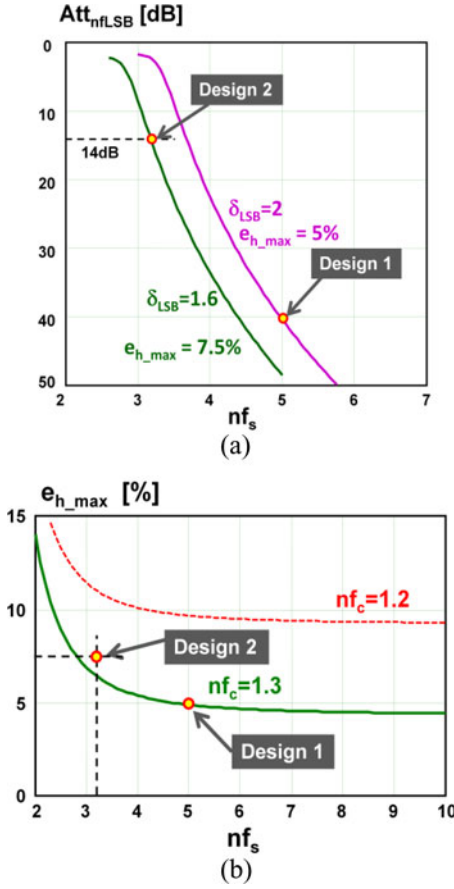 Att_nfLSB [dB]
0
10
20
30
40
50
14dB
Design 2
δ_LSB=2
e_h_max = 5%
Design 1
δ_LSB=1.6
e_h_max = 7.5%
2 3 4 5 6 7
nf_s
(a)
e_h_max [%]
15
10
5
0
nf_c=1.2
Design 2
nf_c=1.3
Design 1
2 3 4 5 6 7 8 9 10
nf_s
(b)